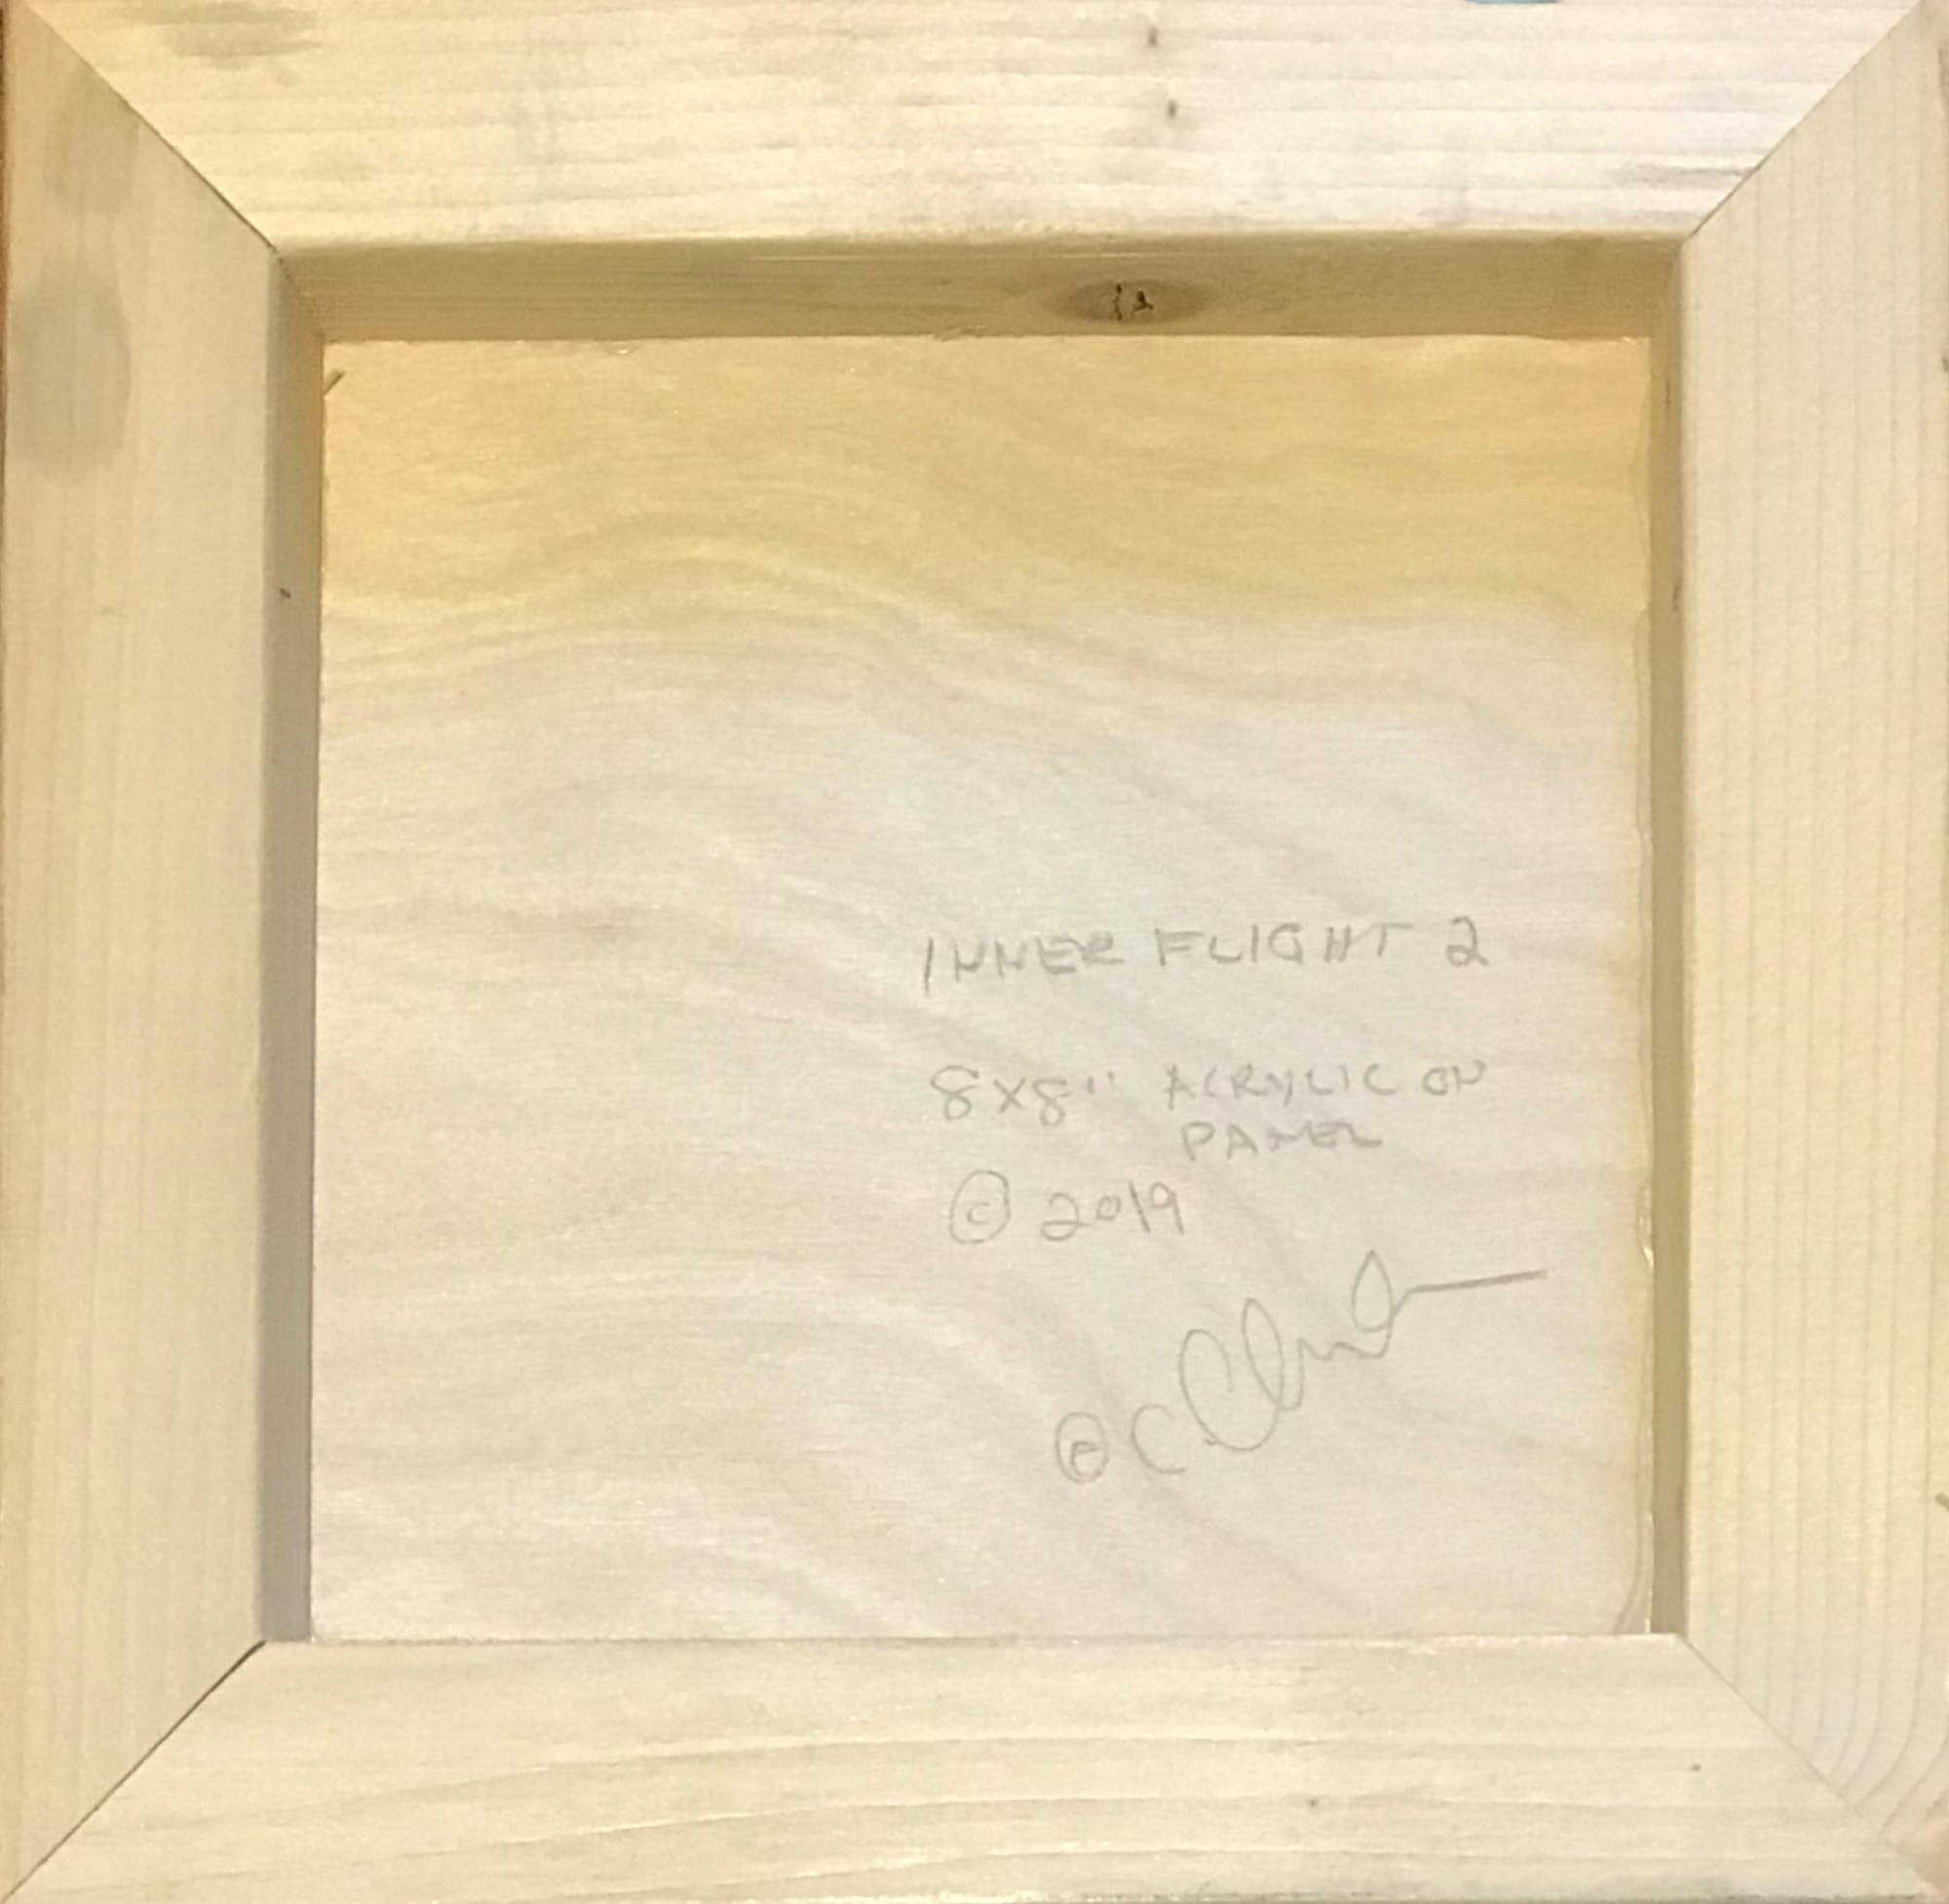 INNER FLIGHT 2
8x8" ACRYLIC ON
PANEL
© 2019